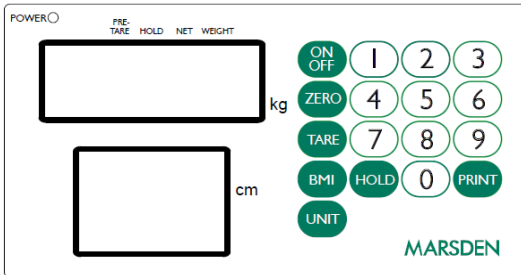 POWER
PRE-
TARE HOLD NET WEIGHT
kg
cm
ON
OFF
1 2 3
ZERO 4 5 6
TARE 7 8 9
BMI HOLD 0 PRINT
UNIT
MARSDEN